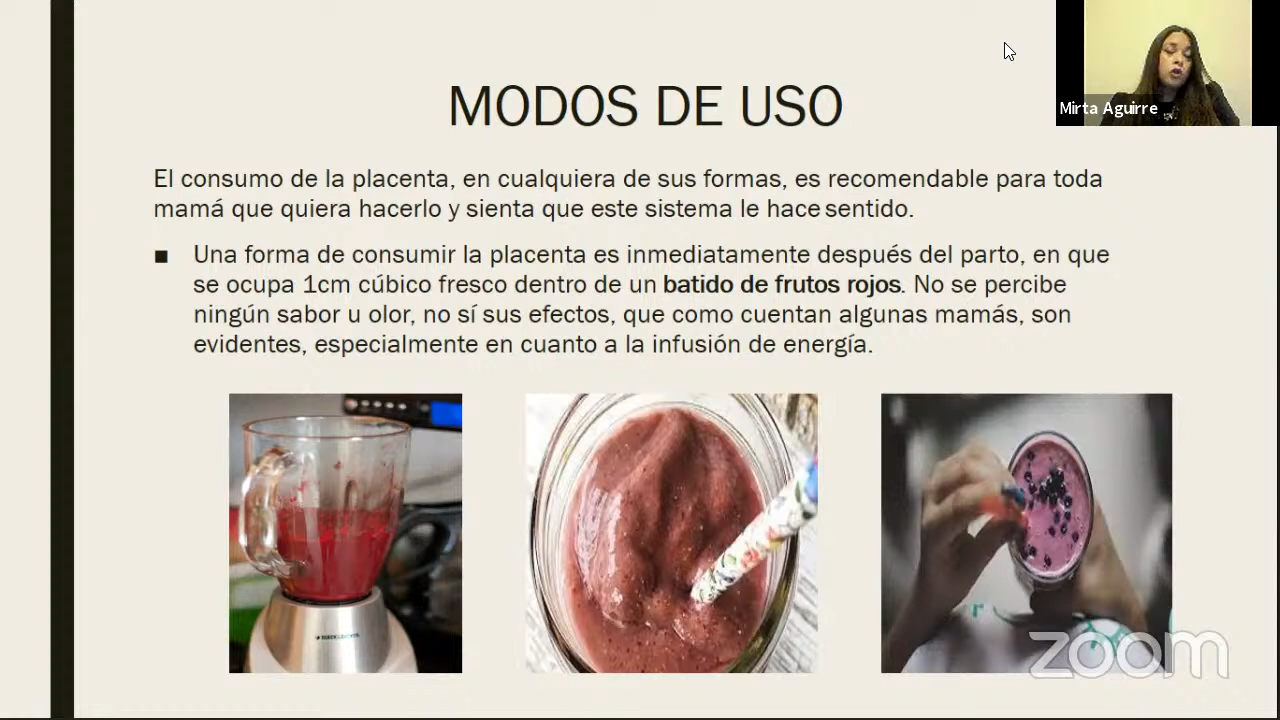 MODOS DE USO
Mirta Aguirre
El consumo de la placenta, en cualquiera de sus formas, es recomendable para toda
mamá que quiera hacerlo y sienta que este sistema le hace sentido.
■ Una forma de consumir la placenta es inmediatamente después del parto, en que
se ocupa 1cm cúbico fresco dentro de un batido de frutos rojos. No se percibe
ningún sabor u olor, no sí sus efectos, que como cuentan algunas mamás, son
evidentes, especialmente en cuanto a la infusión de energía.
zoom